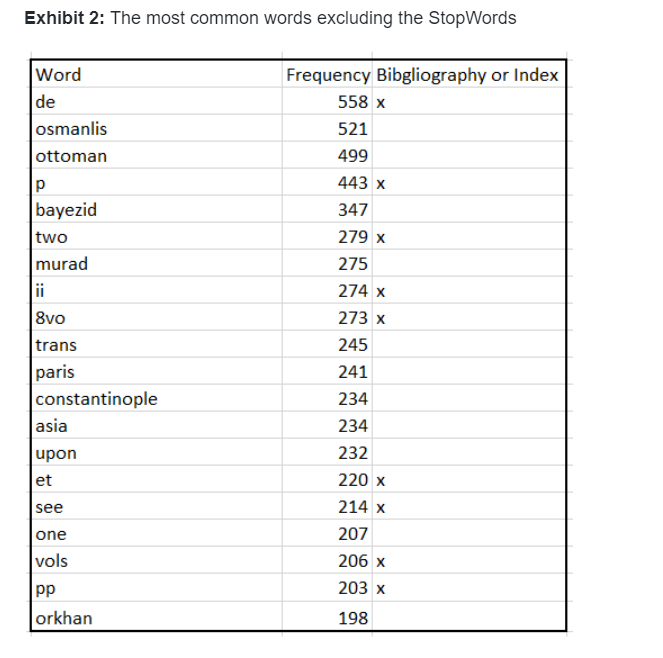 Exhibit 2: The most common words excluding the StopWords
Word Frequency Bibgliography or Index
de 558 x
osmanlis 521
ottoman 499
p 443 x
bayezid 347
two 279 x
murad 275
ii 274 x
8vo 273 x
trans 245
paris 241
constantinople 234
asia 234
upon 232
et 220 x
see 214 x
one 207
vols 206 x
pp 203 x
orkhan 198